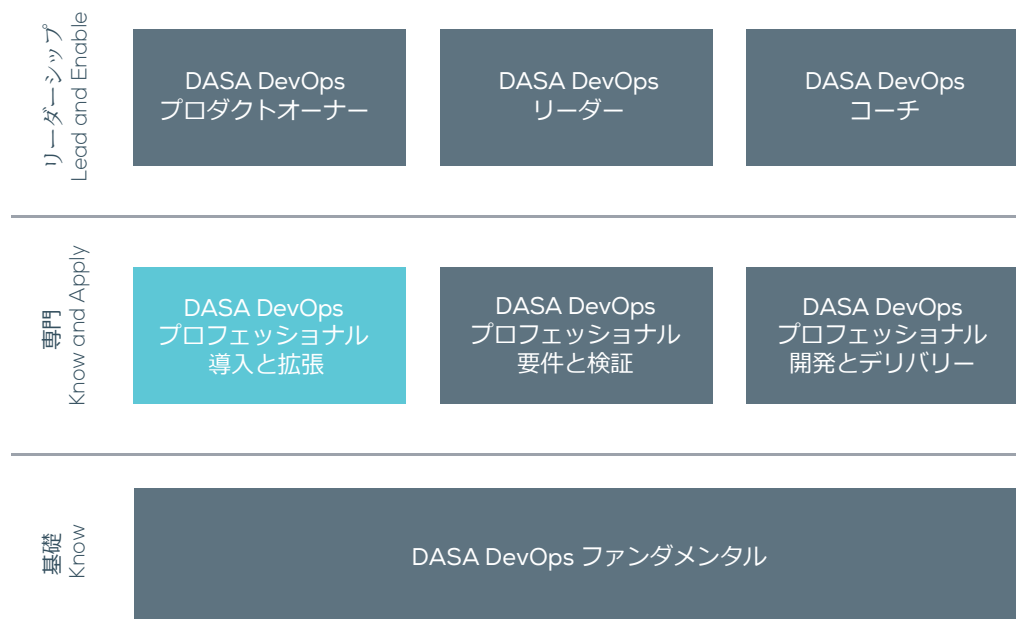 リーダーシップ
Lead and Enable
DASA DevOps
プロダクトオーナー
DASA DevOps
リーダー
DASA DevOps
コーチ
専門
Know and Apply
DASA DevOps
プロフェッショナル
導入と拡張
DASA DevOps
プロフェッショナル
要件と検証
DASA DevOps
プロフェッショナル
開発とデリバリー
基礎
Know
DASA DevOps ファンダメンタル